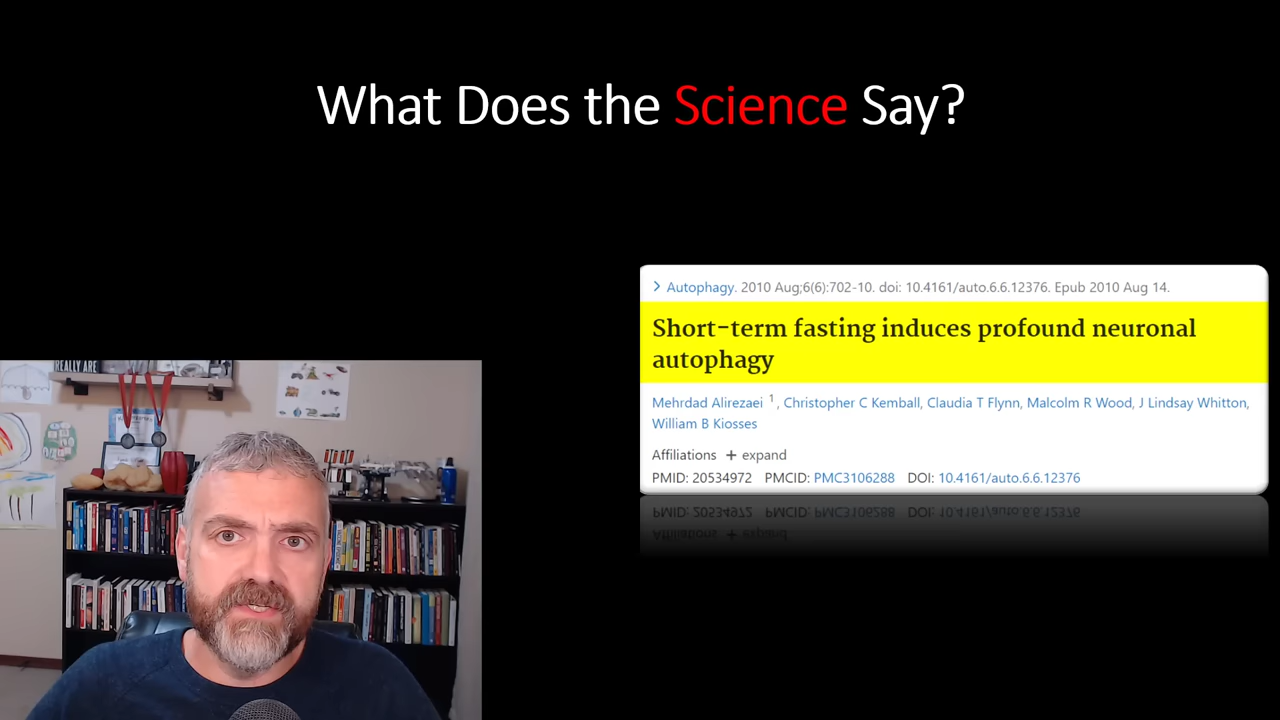 What Does the Science Say?
Autophagy. 2010 Aug;6(6):702-10. doi: 10.4161/auto.6.6.12376. Epub 2010 Aug 14.
Short-term fasting induces profound neuronal
autophagy
Mehrdad Alirezaei 1, Christopher C Kemball, Claudia T Flynn, Malcolm R Wood, J Lindsay Whitton,
William B Kiosses
Affiliations + expand
PMID: 20534972 PMCID: PMC3106288 DOI: 10.4161/auto.6.6.12376
REALLY ARE